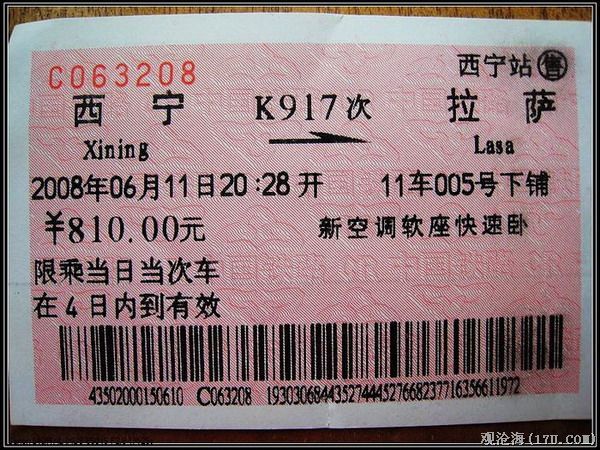 C063208
西宁站 售
西宁 K917次 拉萨
Xining Lasa
2008年06月11日20:28开 11车005号下铺
¥810.00元 新空调软座快速卧
限乘当日当次车
在4日内到有效
43502000150610 C063208 19303068443527444527668237716356611972
观沧海(17U.com)